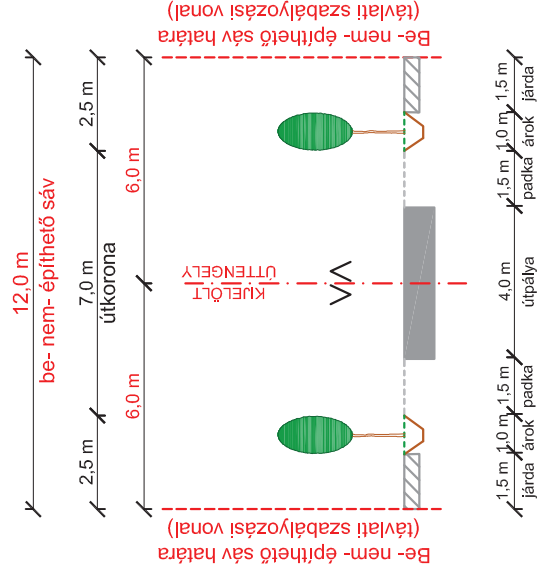 12,0 m
be- nem- építhető sáv
2,5 m
7,0 m
2,5 m
útkorona
6,0 m
6,0 m
Be- nem- építhető sáv határa
(távlati szabályozási vonal)
KIJELÖLT
ÚTTENGELY
Be- nem- építhető sáv határa
(távlati szabályozási vonal)
1,5 m
1,0 m
1,5 m
4,0 m
1,5 m
1,0 m
1,5 m
járda
árok
padka
útpálya
padka
árok
járda